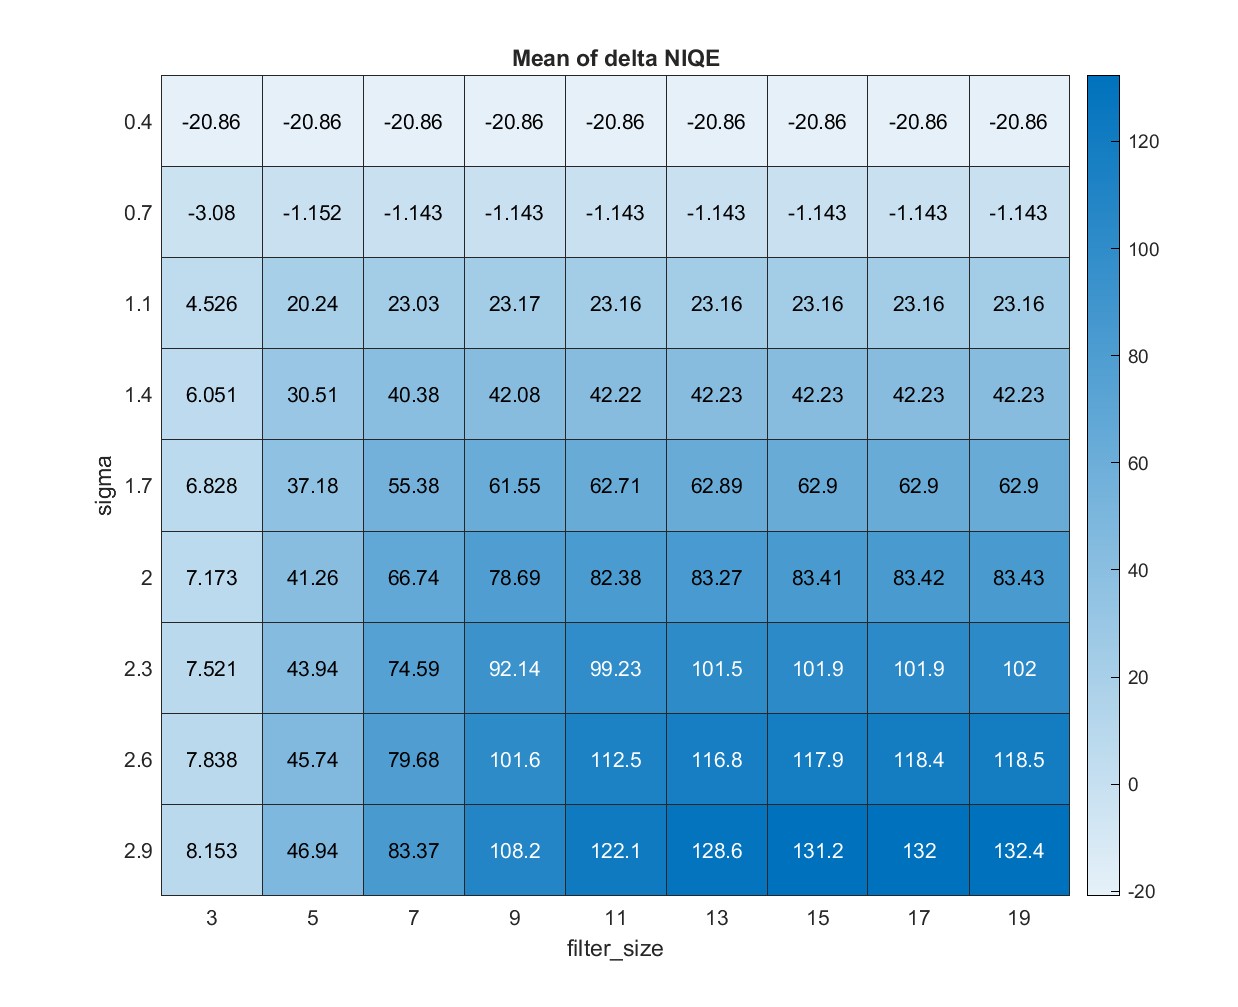 Mean of delta NIQE
0.4 -20.86 -20.86 -20.86 -20.86 -20.86 -20.86 -20.86 -20.86 -20.86
0.7 -3.08 -1.152 -1.143 -1.143 -1.143 -1.143 -1.143 -1.143 -1.143
1.1 4.526 20.24 23.03 23.17 23.16 23.16 23.16 23.16 23.16
1.4 6.051 30.51 40.38 42.08 42.22 42.23 42.23 42.23 42.23
1.7 6.828 37.18 55.38 61.55 62.71 62.89 62.9 62.9 62.9
2 7.173 41.26 66.74 78.69 82.38 83.27 83.41 83.42 83.43
2.3 7.521 43.94 74.59 92.14 99.23 101.5 101.9 101.9 102
2.6 7.838 45.74 79.68 101.6 112.5 116.8 117.9 118.4 118.5
2.9 8.153 46.94 83.37 108.2 122.1 128.6 131.2 132 132.4
3 5 7 9 11 13 15 17 19
filter_size
sigma
120
100
80
60
40
20
0
-20